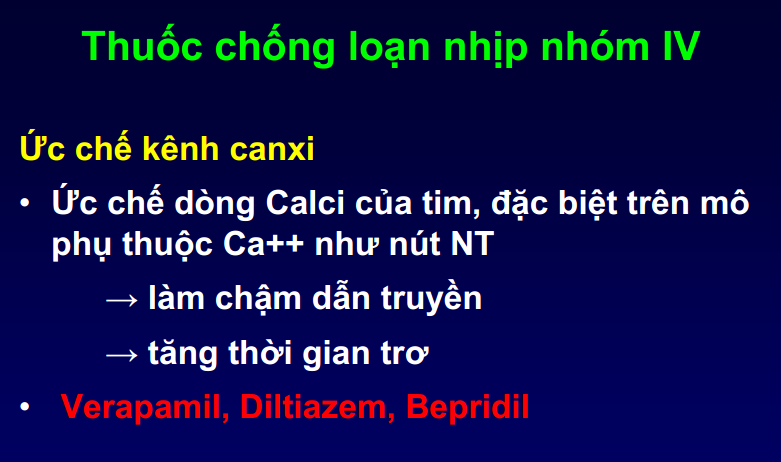 Thuốc chống loạn nhịp nhóm IV
Ức chế kênh canxi
• Ức chế dòng Calci của tim, đặc biệt trên mô
phụ thuộc Ca++ như nút NT
→ làm chậm dẫn truyền
→ tăng thời gian trơ
• Verapamil, Diltiazem, Bepridil